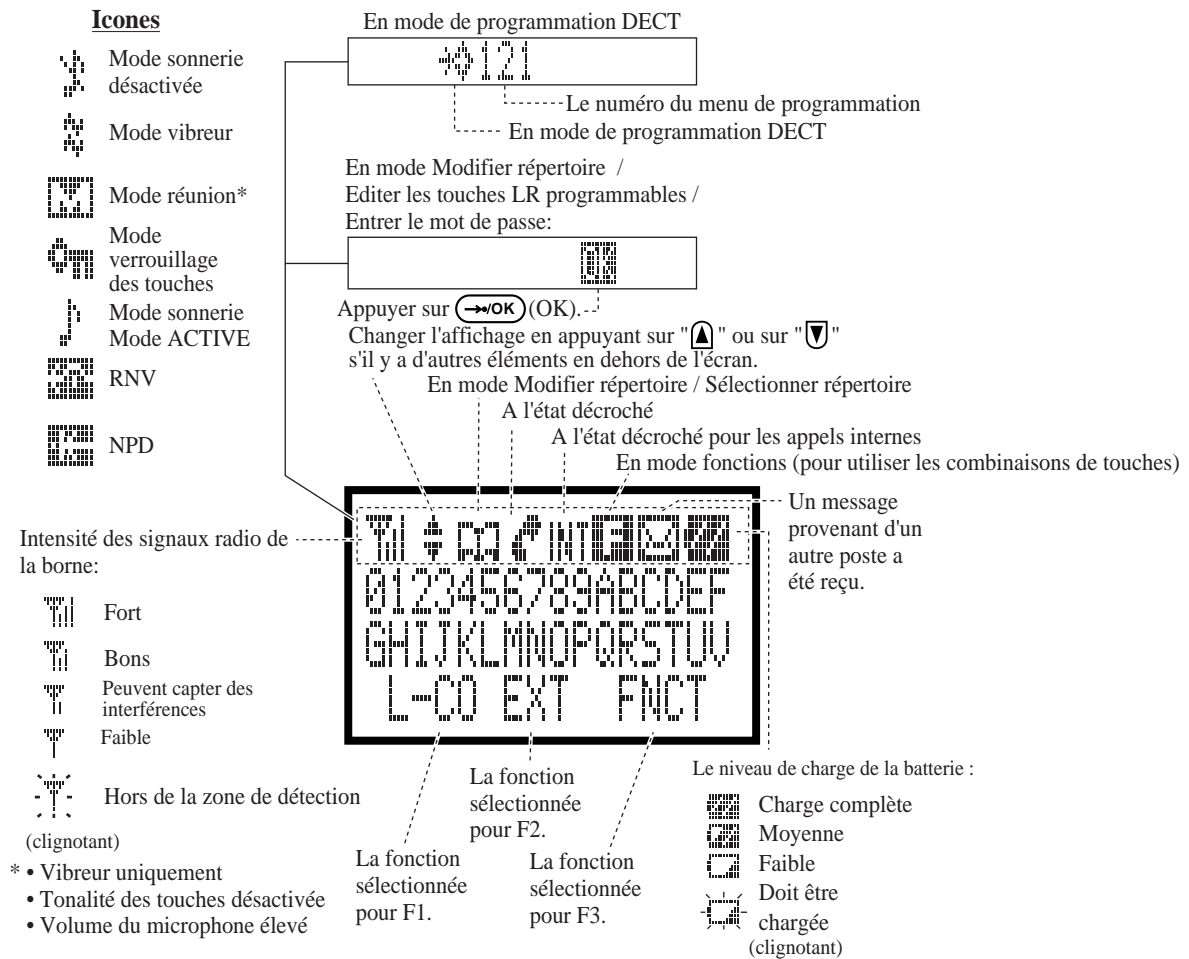 Icones
Mode sonnerie
désactivée
Mode vibreur
Mode réunion*
Mode
verrouillage
des touches
Mode sonnerie
Mode ACTIVE
RNV
NPD
En mode de programmation DECT
121
Le numéro du menu de programmation
En mode de programmation DECT
En mode Modifier répertoire /
Editer les touches LR programmables /
Entrer le mot de passe:
Appuyer sur →/OK (OK).
Changer l'affichage en appuyant sur "▲" ou sur "▼"
s'il y a d'autres éléments en dehors de l'écran.
En mode Modifier répertoire / Sélectionner répertoire
A l'état décroché
A l'état décroché pour les appels internes
En mode fonctions (pour utiliser les combinaisons de touches)
Un message
provenant d'un
autre poste a
été reçu.
INT F
0123456789ABCDEF
GHIJKLMNOPQRSTUV
L-CO EXT FNCT
Intensité des signaux radio de
la borne:
Fort
Bons
Peuvent capter des
interférences
Faible
Hors de la zone de détection
(clignotant)
* • Vibreur uniquement
• Tonalité des touches désactivée
• Volume du microphone élevé
La fonction
sélectionnée
pour F1.
La fonction
sélectionnée
pour F2.
La fonction
sélectionnée
pour F3.
Le niveau de charge de la batterie :
Charge complète
Moyenne
Faible
Doit être
chargée
(clignotant)